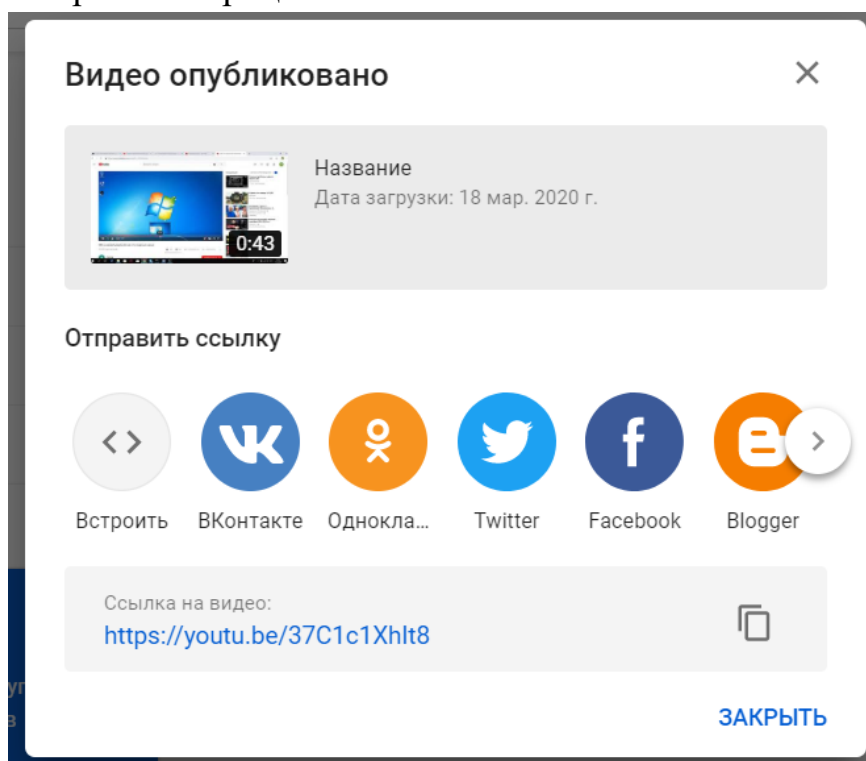 Видео опубликовано
Название
Дата загрузки: 18 мар. 2020 г.
0:43
Отправить ссылку
Встроить ВКонтакте Однокла... Twitter Facebook Blogger
Ссылка на видео:
https://youtu.be/37C1c1Xhlt8
ЗАКРЫТЬ